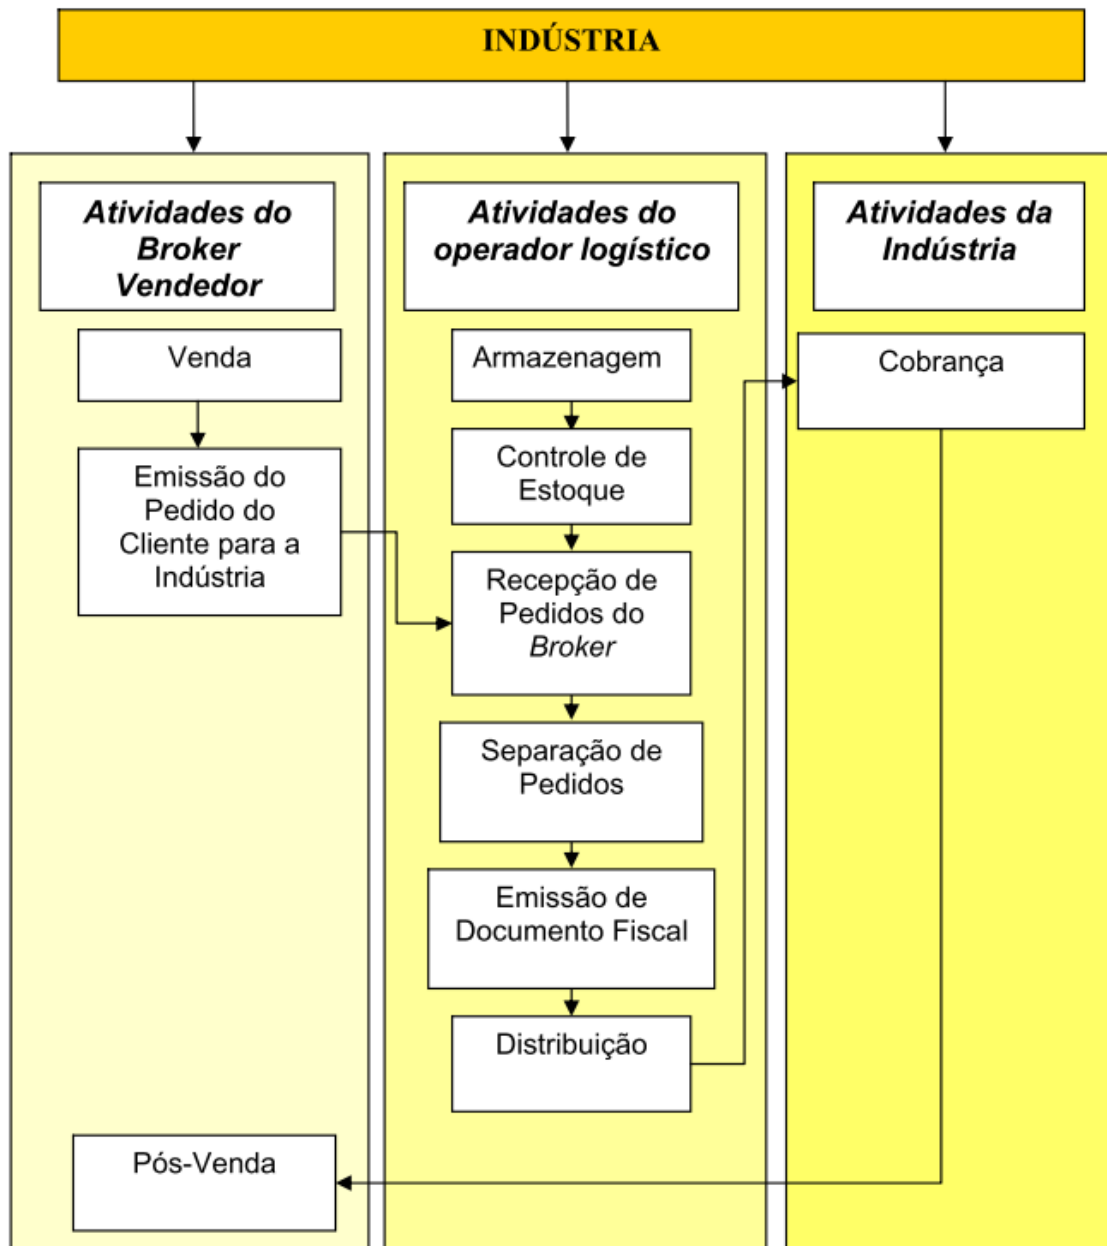 INDÚSTRIA
Atividades do
Broker
Vendedor
Venda
Emissão do
Pedido do
Cliente para a
Indústria
Pós-Venda
Atividades do
operador logístico
Armazenagem
Controle de
Estoque
Recepção de
Pedidos do
Broker
Separação de
Pedidos
Emissão de
Documento Fiscal
Distribuição
Atividades da
Indústria
Cobrança